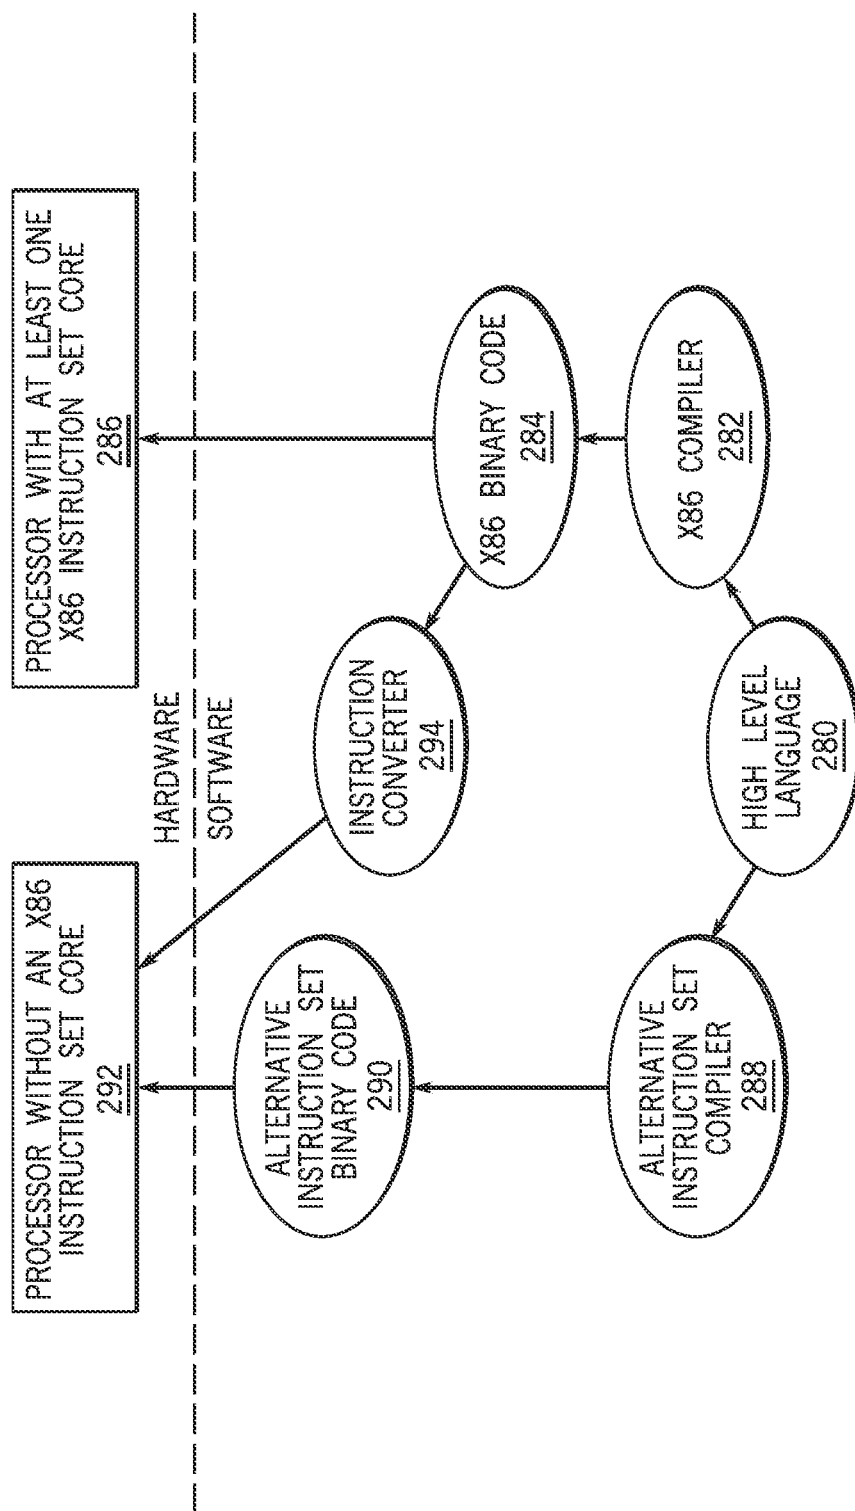 PROCESSOR WITHOUT AN X86
INSTRUCTION SET CORE
292
PROCESSOR WITH AT LEAST ONE
X86 INSTRUCTION SET CORE
286
HARDWARE
SOFTWARE
ALTERNATIVE
INSTRUCTION SET
BINARY CODE
290
INSTRUCTION
CONVERTER
294
X86 BINARY CODE
284
ALTERNATIVE
INSTRUCTION SET
COMPILER
288
HIGH LEVEL
LANGUAGE
280
X86 COMPILER
282